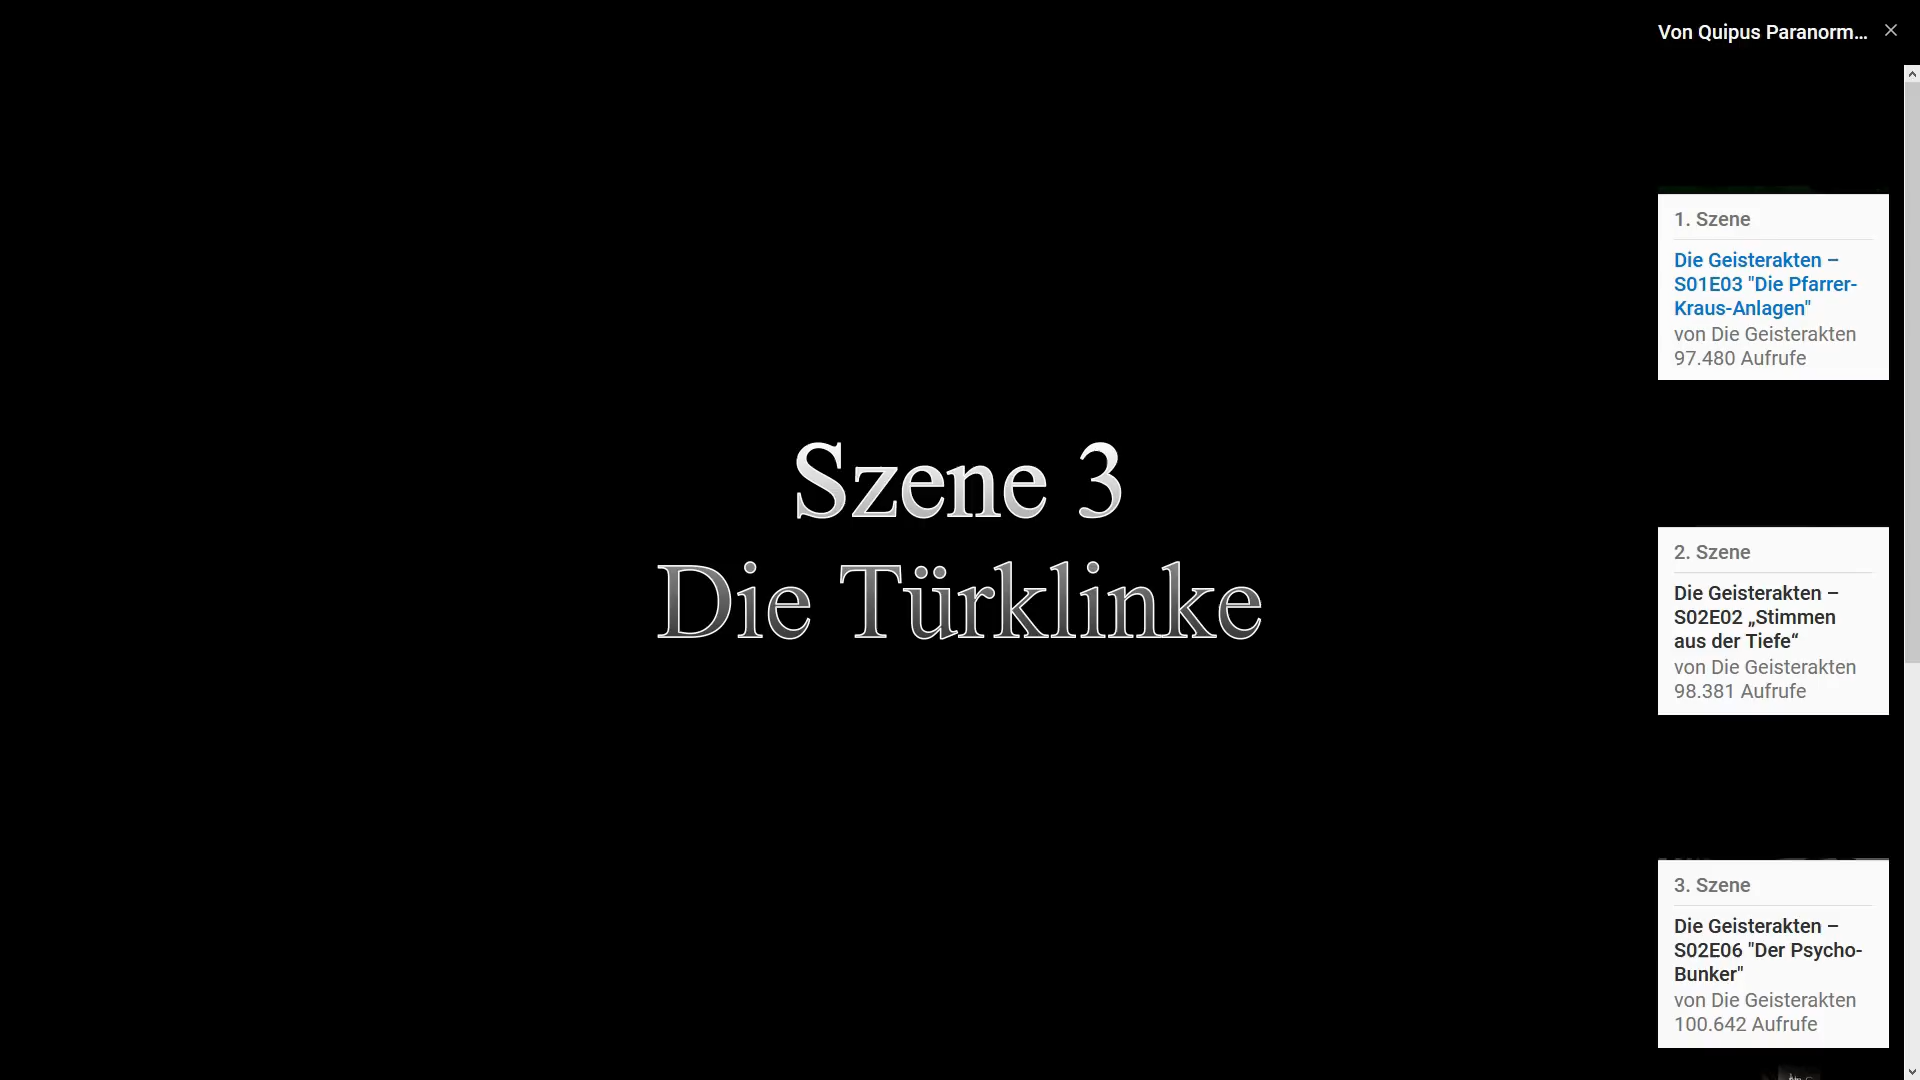 Von Quipus Paranorm...
Szene 3
Die Türklinke
1. Szene
Die Geisterakten –
S01E03 "Die Pfarrer-
Kraus-Anlagen"
von Die Geisterakten
97.480 Aufrufe
2. Szene
Die Geisterakten –
S02E02 „Stimmen
aus der Tiefe“
von Die Geisterakten
98.381 Aufrufe
3. Szene
Die Geisterakten –
S02E06 "Der Psycho-
Bunker"
von Die Geisterakten
100.642 Aufrufe